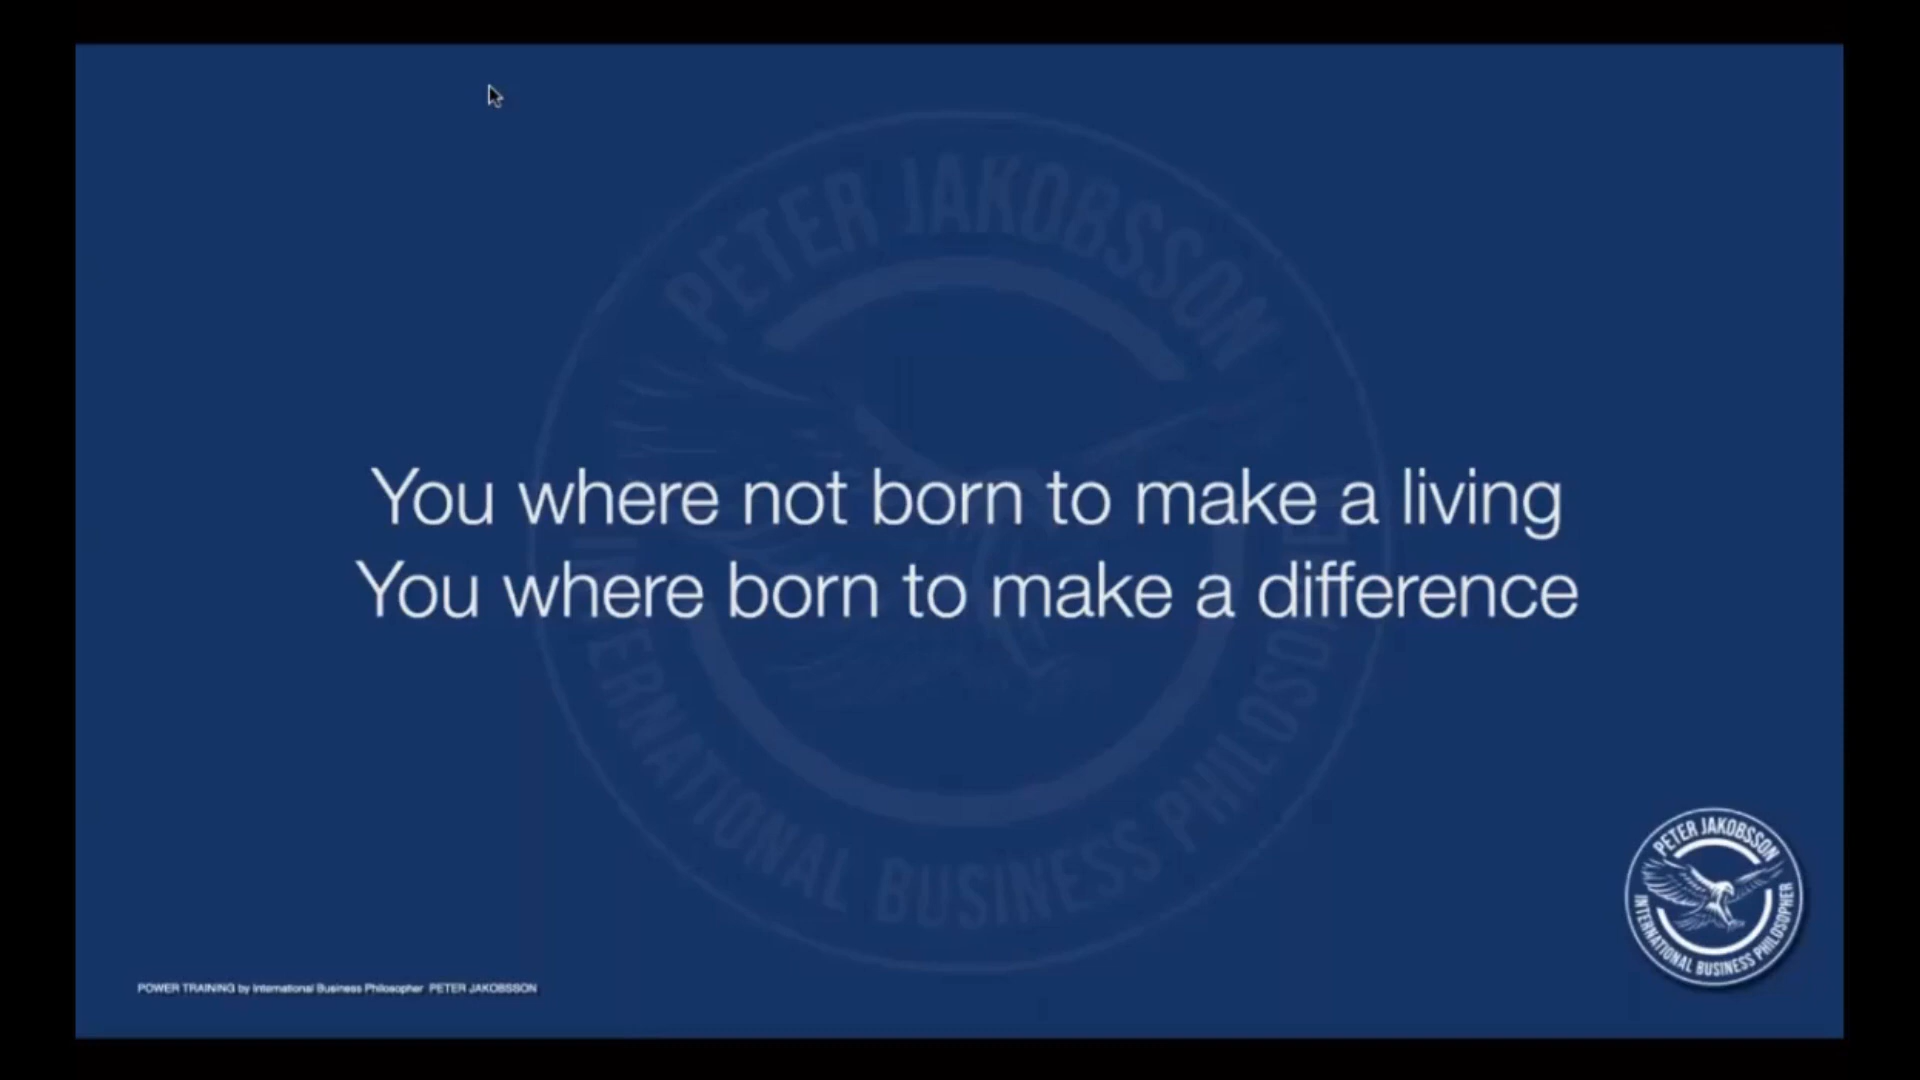 PETER JAKOBSSON
You where not born to make a living
You where born to make a difference
INTERNATIONAL BUSINESS PHILOSOPHER
PETER JAKOBSSON
INTERNATIONAL BUSINESS PHILOSOPHER
POWER TRAINING by International Business Philosopher PETER JAKOBSSON